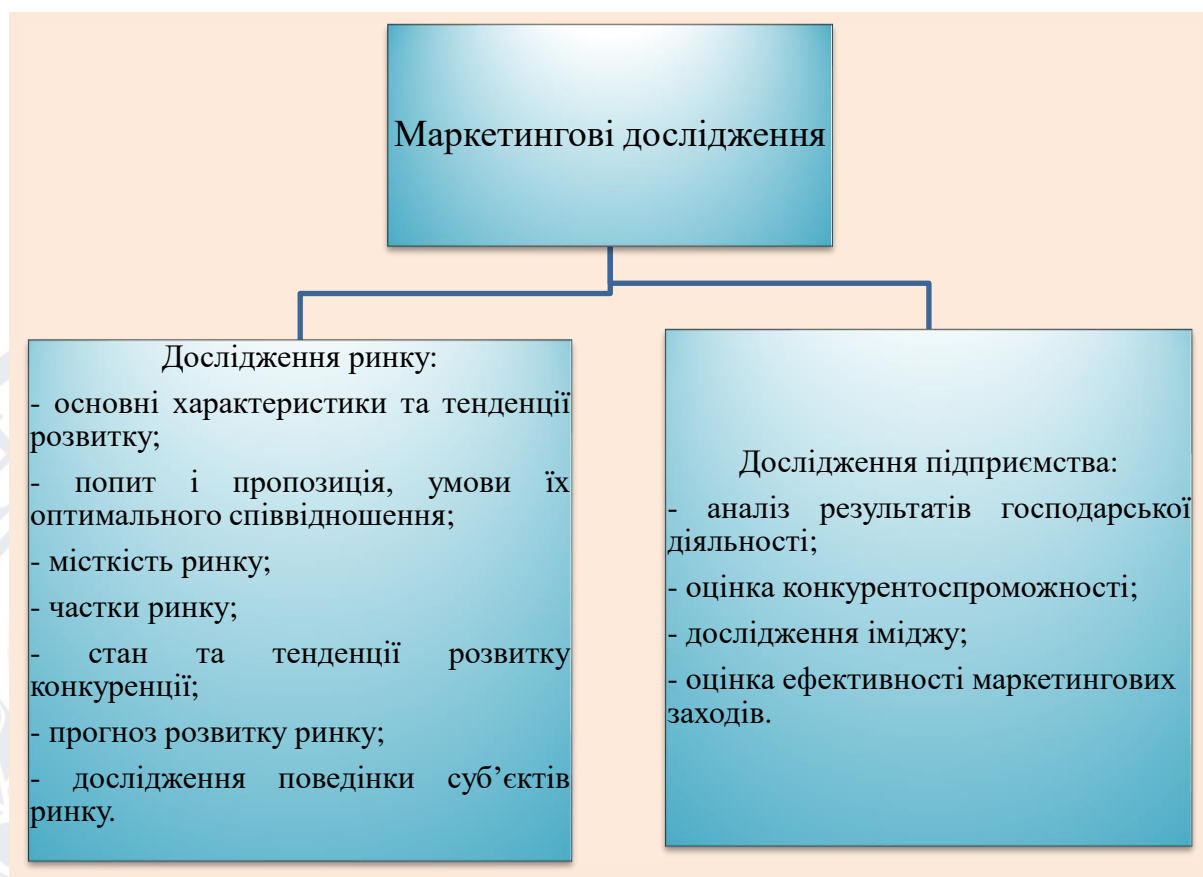 Маркетингові дослідження
Дослідження ринку:
- основні характеристики та тенденції
розвитку;
- попит і пропозиція, умови їх
оптимального співвідношення;
- місткість ринку;
- частки ринку;
- стан та тенденції розвитку
конкуренції;
- прогноз розвитку ринку;
- дослідження поведінки суб’єктів
ринку.
Дослідження підприємства:
- аналіз результатів господарської
діяльності;
- оцінка конкурентоспроможності;
- дослідження іміджу;
- оцінка ефективності маркетингових
заходів.